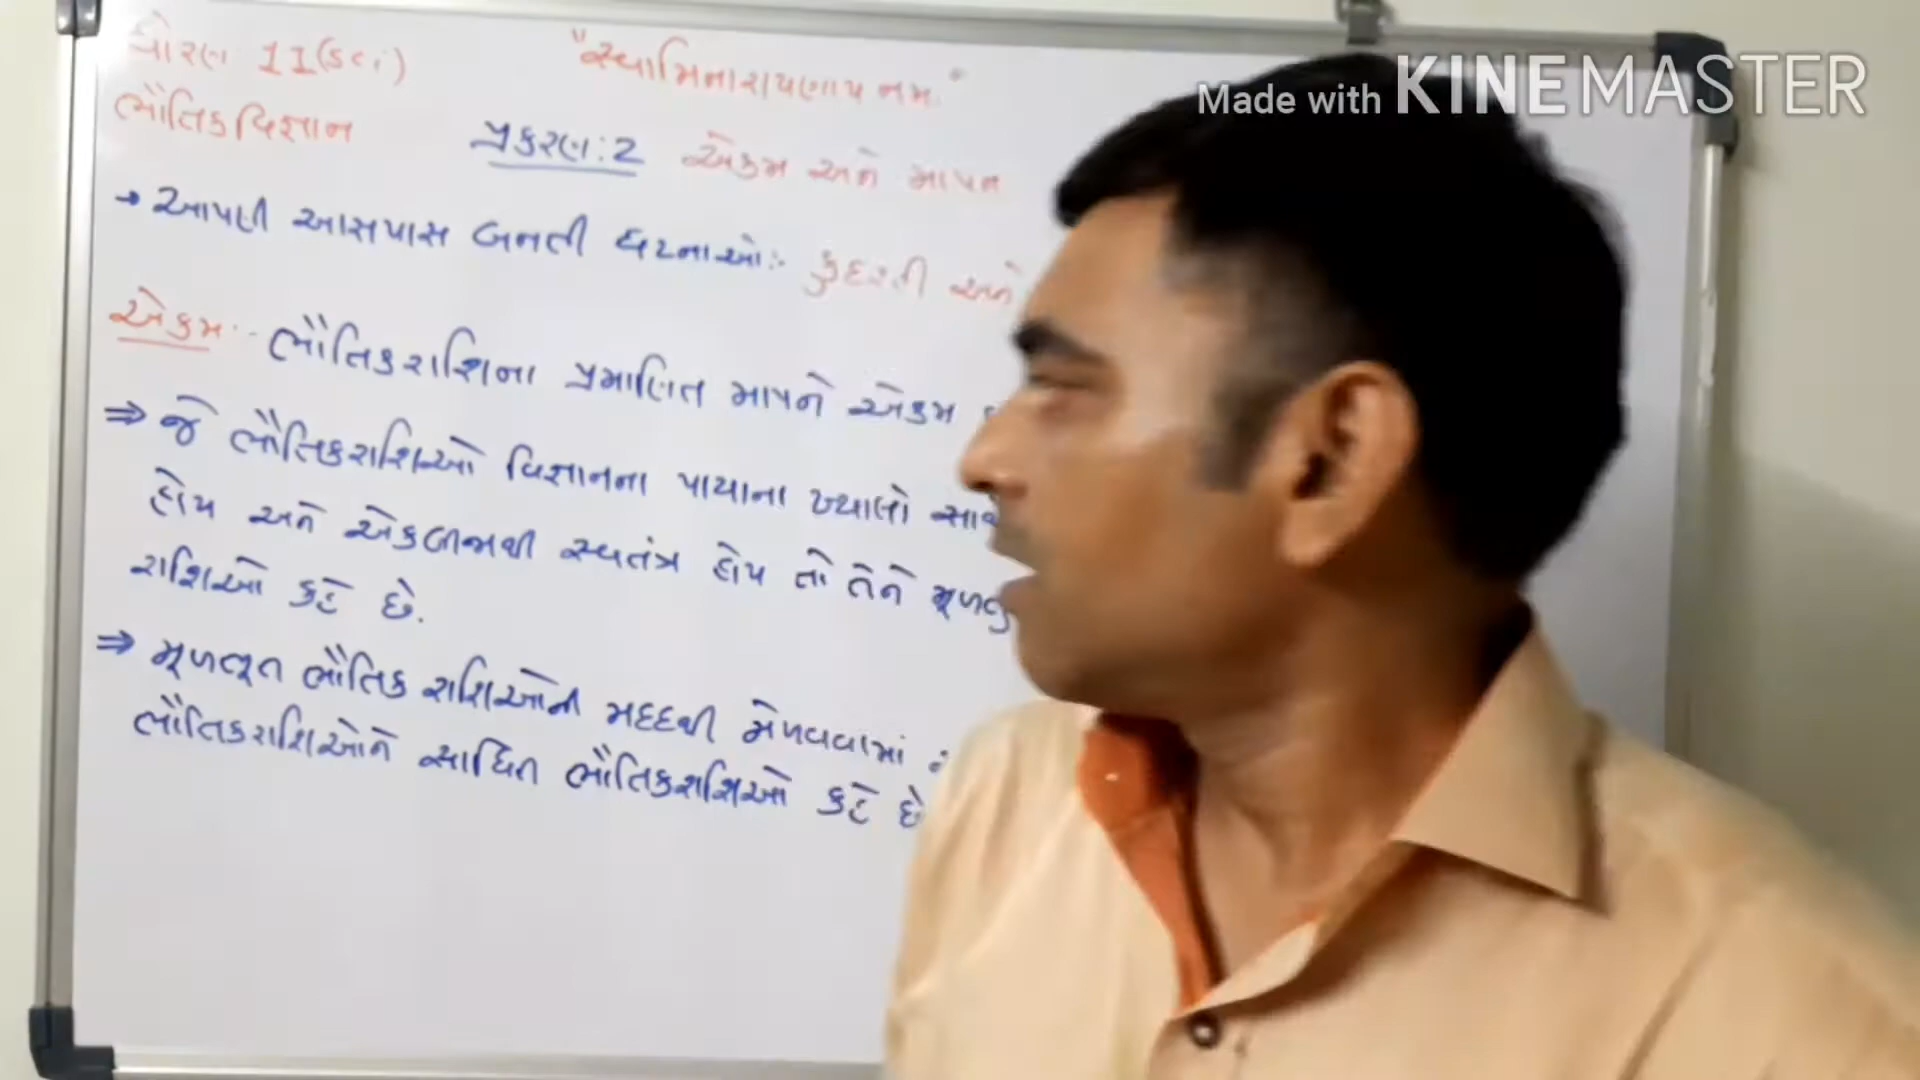 ધોરણ 11(sci)
"સ્વામિનારાયણાય નમઃ"
Made with KINEMASTER
ભૌતિકવિજ્ઞાન
પ્રકરણ:2 એકમ અને માપન
→ આપણી આસપાસ બનતી ઘટનાઓ:- કુદરતી અને
એકમ:- ભૌતિકરાશિના પ્રમાણિત માપને એકમ
⇒ જે ભૌતિકરાશિઓ વિજ્ઞાનના પાયાના ખ્યાલો
હોય અને એકબીજાથી સ્વતંત્ર હોય તો તેને
રાશિઓ કહે છે.
⇒ મૂળભૂત ભૌતિક રાશિઓની મદદથી મેળવવામાં
ભૌતિકરાશિઓને સાધિત ભૌતિકરાશિઓ કહે છે